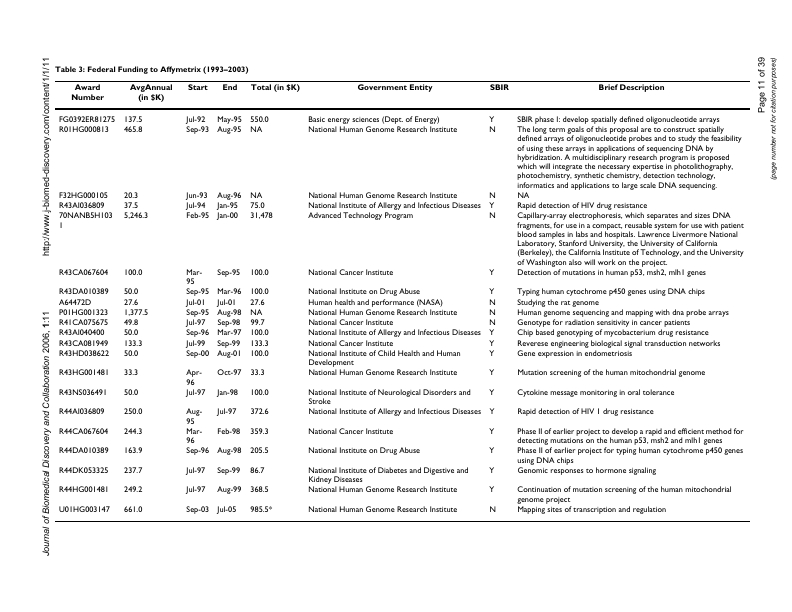 Table 3: Federal Funding to Affymetrix (1993–2003)
Award Number AvgAnnual (in $K) Start End Total (in $K) Government Entity SBIR Brief Description
FG0392ER81275 137.5 Jul-92 May-95 550.0 Basic energy sciences (Dept. of Energy) Y SBIR phase I: develop spatially defined oligonucleotide arrays
R01HG000813 465.8 Sep-93 Aug-95 NA National Human Genome Research Institute N The long term goals of this proposal are to construct spatially
defined arrays of oligonucleotide probes and to study the feasibility
of using these arrays in applications of sequencing DNA by
hybridization. A multidisciplinary research program is proposed
which will integrate the necessary expertise in photolithography,
photochemistry, synthetic chemistry, detection technology,
informatics and applications to large scale DNA sequencing.
F32HG000105 20.3 Jun-93 Aug-96 NA National Human Genome Research Institute N NA
R43AI036809 37.5 Jul-94 Jan-95 75.0 National Institute of Allergy and Infectious Diseases Y Rapid detection of HIV drug resistance
70NANB5H103 5,246.3 Feb-95 Jan-00 31,478 Advanced Technology Program N Capillary-array electrophoresis, which separates and sizes DNA
1 fragments, for use in a compact, reusable system for use with patient
blood samples in labs and hospitals. Lawrence Livermore National
Laboratory, Stanford University, the University of California
(Berkeley), the California Institute of Technology, and the University
of Washington also will work on the project.
R43CA067604 100.0 Mar- Sep-95 100.0 National Cancer Institute Y Detection of mutations in human p53, msh2, mlh1 genes
95
R43DA010389 50.0 Sep-95 Mar-96 100.0 National Institute on Drug Abuse Y Typing human cytochrome p450 genes using DNA chips
A64472D 27.6 Jul-01 Jul-01 27.6 Human health and performance (NASA) N Studying the rat genome
P01HG001323 1,377.5 Sep-95 Aug-98 NA National Human Genome Research Institute N Human genome sequencing and mapping with dna probe arrays
R41CA075675 49.8 Jul-97 Sep-98 99.7 National Cancer Institute N Genotype for radiation sensitivity in cancer patients
R43AI040400 50.0 Sep-96 Mar-97 100.0 National Institute of Allergy and Infectious Diseases Y Chip based genotyping of mycobacterium drug resistance
R43CA081949 133.3 Jul-99 Sep-99 133.3 National Cancer Institute Y Reverese engineering biological signal transduction networks
R43HD038622 50.0 Sep-00 Aug-01 100.0 National Institute of Child Health and Human Y Gene expression in endometriosis
Development
R43HG001481 33.3 Apr- Oct-97 33.3 National Human Genome Research Institute Y Mutation screening of the human mitochondrial genome
96
R43NS036491 50.0 Jul-97 Jan-98 100.0 National Institute of Neurological Disorders and Y Cytokine message monitoring in oral tolerance
Stroke
R44AI036809 250.0 Aug- Jul-97 372.6 National Institute of Allergy and Infectious Diseases Y Rapid detection of HIV 1 drug resistance
95
R44CA067604 244.3 Mar- Feb-98 359.3 National Cancer Institute Y Phase II of earlier project to develop a rapid and efficient method for
96 detecting mutations on the human p53, msh2 and mlh1 genes
R44DA010389 163.9 Sep-96 Aug-98 205.5 National Institute on Drug Abuse Y Phase II of earlier project for typing human cytochrome p450 genes
using DNA chips
R44DK053325 237.7 Jul-97 Sep-99 86.7 National Institute of Diabetes and Digestive and Y Genomic responses to hormone signaling
Kidney Diseases
R44HG001481 249.2 Jul-97 Aug-99 368.5 National Human Genome Research Institute Y Continuation of mutation screening of the human mitochondrial
genome project
U01HG003147 661.0 Sep-03 Jul-05 985.5* National Human Genome Research Institute N Mapping sites of transcription and regulation
Journal of Biomedical Discovery and Collaboration 2006, 1:11
http://www.j-biomed-discovery.com/content/1/1/11
Page 11 of 39
(page number not for citation purposes)